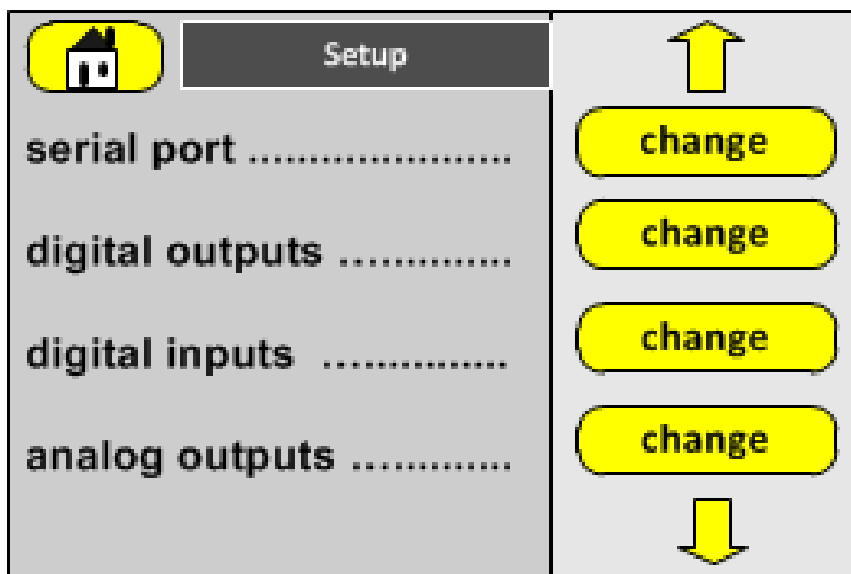 Setup
serial port ...................... change
digital outputs .............. change
digital inputs ............... change
analog outputs ............. change